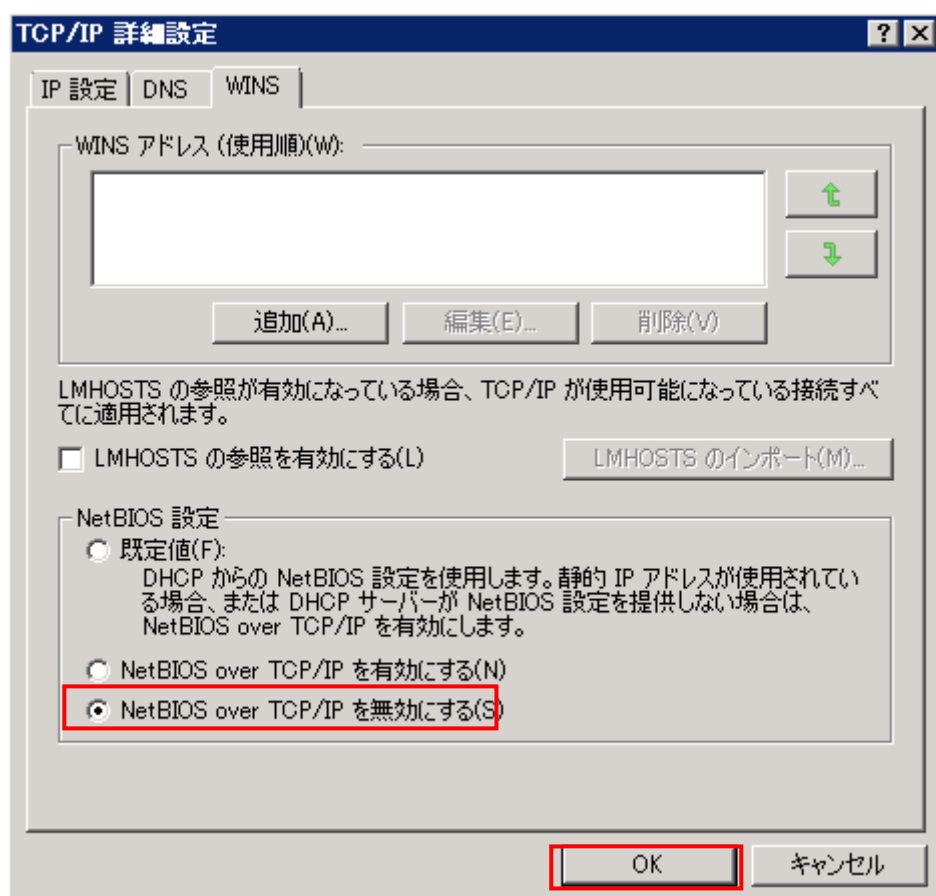 TCP/IP 詳細設定
IP 設定 DNS WINS
WINS アドレス (使用順)(W):
追加(A)... 編集(E)... 削除(V)
LMHOSTS の参照が有効になっている場合、TCP/IP が使用可能になっている接続すべ
てに適用されます。
LMHOSTS の参照を有効にする(L) LMHOSTS のインポート(M)...
NetBIOS 設定
既定値(F):
DHCP からの NetBIOS 設定を使用します。静的 IP アドレスが使用されてい
る場合、または DHCP サーバーが NetBIOS 設定を提供しない場合は、
NetBIOS over TCP/IP を有効にします。
NetBIOS over TCP/IP を有効にする(N)
NetBIOS over TCP/IP を無効にする(S)
OK キャンセル